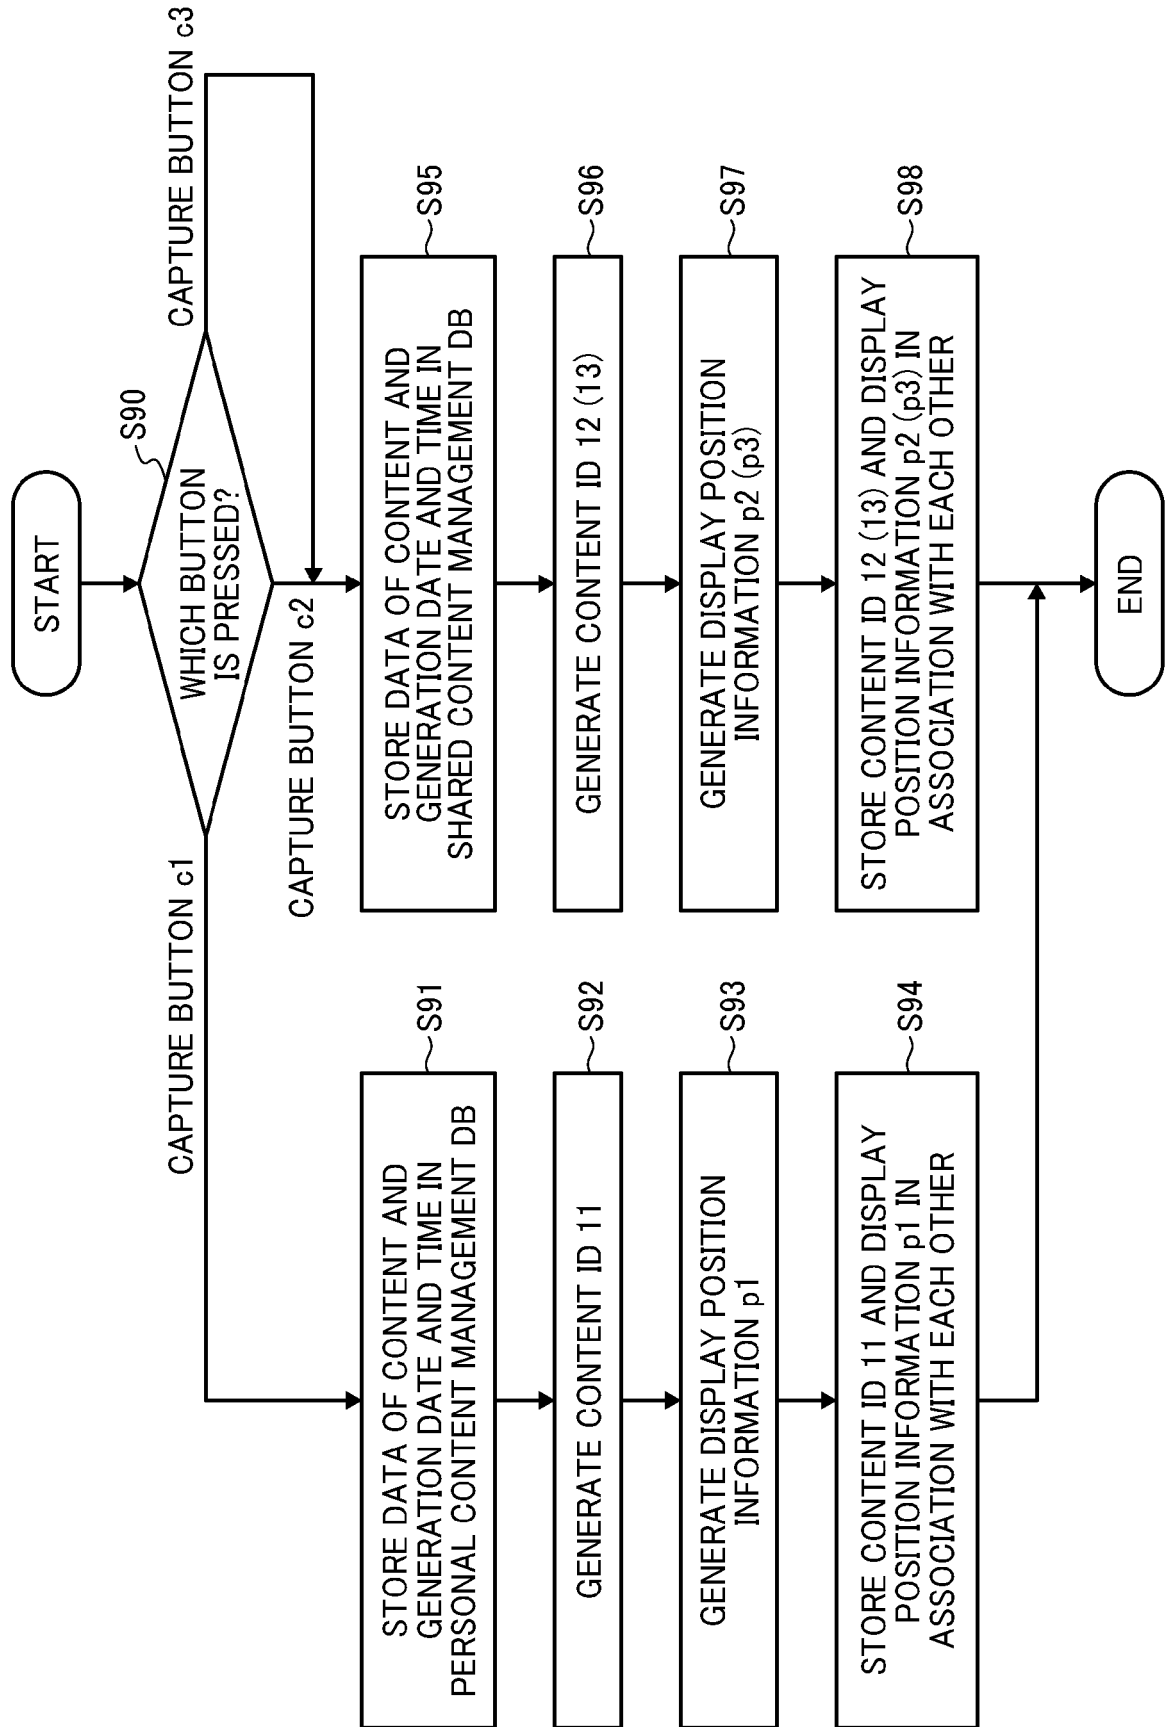 START
WHICH BUTTON
IS PRESSED?
S90
CAPTURE BUTTON c1
CAPTURE BUTTON c2
CAPTURE BUTTON c3
STORE DATA OF CONTENT AND
GENERATION DATE AND TIME IN
PERSONAL CONTENT MANAGEMENT DB
S91
GENERATE CONTENT ID 11
S92
GENERATE DISPLAY POSITION
INFORMATION p1
S93
STORE CONTENT ID 11 AND DISPLAY
POSITION INFORMATION p1 IN
ASSOCIATION WITH EACH OTHER
S94
STORE DATA OF CONTENT AND
GENERATION DATE AND TIME IN
SHARED CONTENT MANAGEMENT DB
S95
GENERATE CONTENT ID 12 (13)
S96
GENERATE DISPLAY POSITION
INFORMATION p2 (p3)
S97
STORE CONTENT ID 12 (13) AND DISPLAY
POSITION INFORMATION p2 (p3) IN
ASSOCIATION WITH EACH OTHER
S98
END